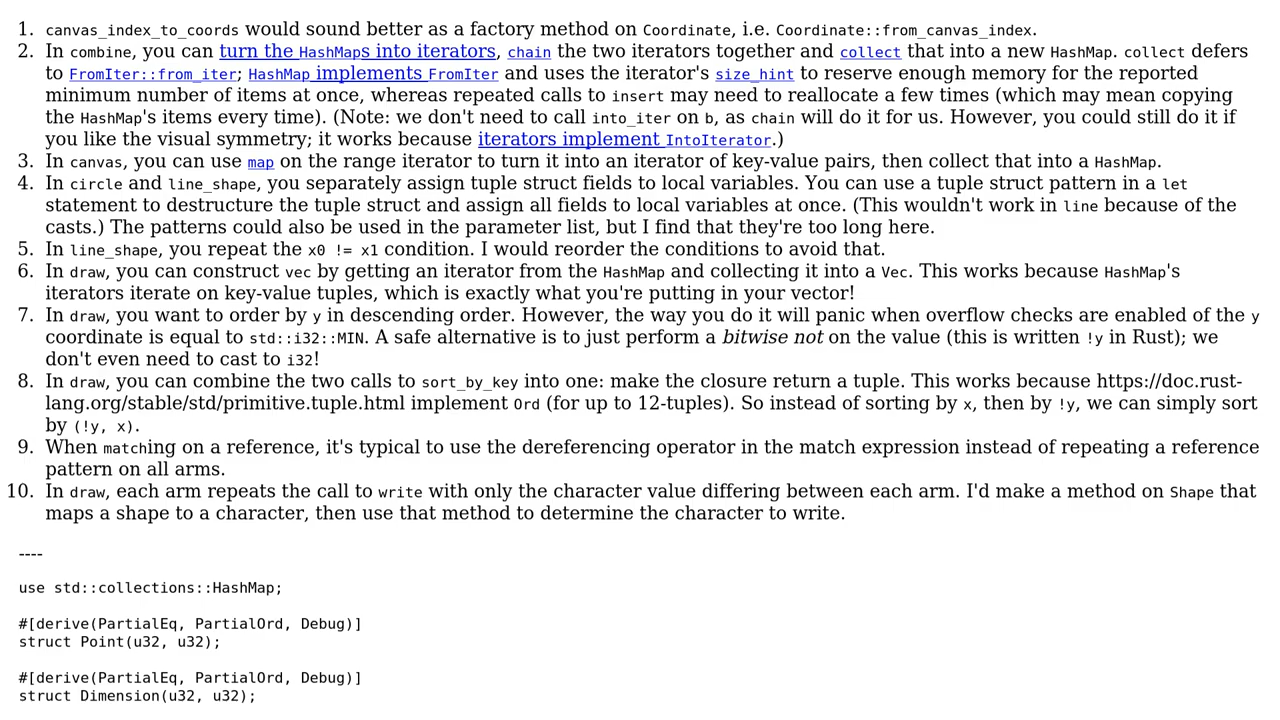 1. canvas_index_to_coords would sound better as a factory method on Coordinate, i.e. Coordinate::from_canvas_index.
2. In combine, you can turn the HashMaps into iterators, chain the two iterators together and collect that into a new HashMap. collect defers
to FromIter::from_iter; HashMap implements FromIter and uses the iterator's size_hint to reserve enough memory for the reported
minimum number of items at once, whereas repeated calls to insert may need to reallocate a few times (which may mean copying
the HashMap's items every time). (Note: we don't need to call into_iter on b, as chain will do it for us. However, you could still do it if
you like the visual symmetry; it works because iterators implement IntoIterator.)
3. In canvas, you can use map on the range iterator to turn it into an iterator of key-value pairs, then collect that into a HashMap.
4. In circle and line_shape, you separately assign tuple struct fields to local variables. You can use a tuple struct pattern in a let
statement to destructure the tuple struct and assign all fields to local variables at once. (This wouldn't work in line because of the
casts.) The patterns could also be used in the parameter list, but I find that they're too long here.
5. In line_shape, you repeat the x0 != x1 condition. I would reorder the conditions to avoid that.
6. In draw, you can construct vec by getting an iterator from the HashMap and collecting it into a Vec. This works because HashMap's
iterators iterate on key-value tuples, which is exactly what you're putting in your vector!
7. In draw, you want to order by y in descending order. However, the way you do it will panic when overflow checks are enabled of the y
coordinate is equal to std::i32::MIN. A safe alternative is to just perform a bitwise not on the value (this is written !y in Rust); we
don't even need to cast to i32!
8. In draw, you can combine the two calls to sort_by_key into one: make the closure return a tuple. This works because https://doc.rust-
lang.org/stable/std/primitive.tuple.html implement Ord (for up to 12-tuples). So instead of sorting by x, then by !y, we can simply sort
by (!y, x).
9. When matching on a reference, it's typical to use the dereferencing operator in the match expression instead of repeating a reference
pattern on all arms.
10. In draw, each arm repeats the call to write with only the character value differing between each arm. I'd make a method on Shape that
maps a shape to a character, then use that method to determine the character to write.
----
use std::collections::HashMap;
#[derive(PartialEq, PartialOrd, Debug)]
struct Point(u32, u32);
#[derive(PartialEq, PartialOrd, Debug)]
struct Dimension(u32, u32);